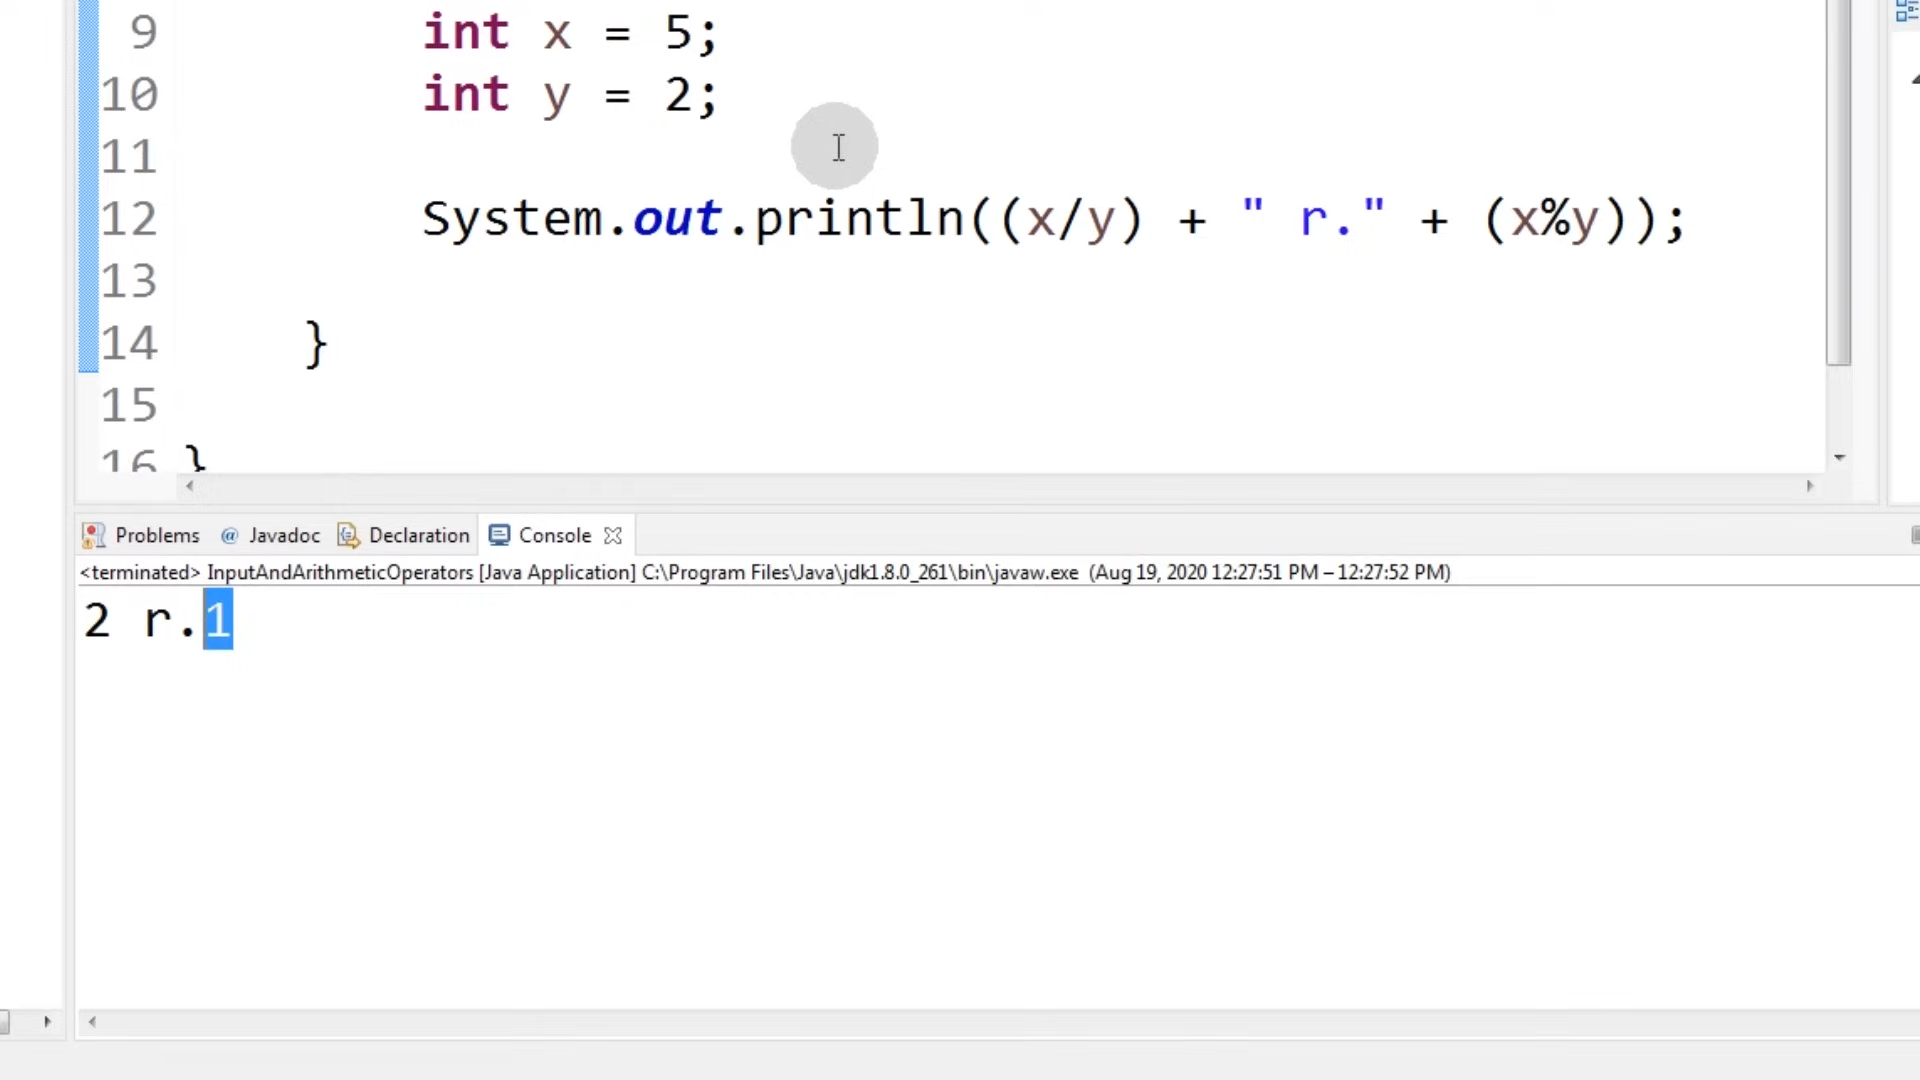 9 int x = 5;
10 int y = 2;
11
12 System.out.println((x/y) + " r." + (x%y));
13
14 }
15
16 }
Problems @ Javadoc Declaration Console
<terminated> InputAndArithmeticOperators [Java Application] C:\Program Files\Java\jdk1.8.0_261\bin\javaw.exe (Aug 19, 2020 12:27:51 PM – 12:27:52 PM)
2 r.1